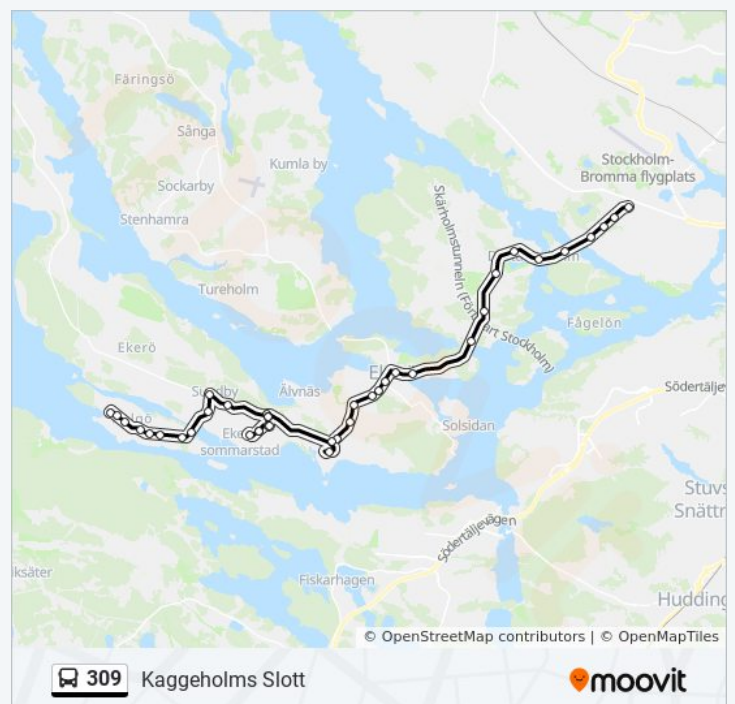 Färingsö
Sånga
Stockholm-
Bromma flygplats
Kumla by
Sockarby
Stenhamra
Skärholmstunneln (Förbifart Stockholm)
Tureholm
Fågelön
Ekerö
Södertälje
Sundby
Älvnäs
Solsidan
sommarstad
Stuvs
Snättr
Södertäljevägen
iksäter
Fiskarhagen
Hudding
© OpenStreetMap contributors | © OpenMapTiles
309 Kaggeholms Slott
moovit